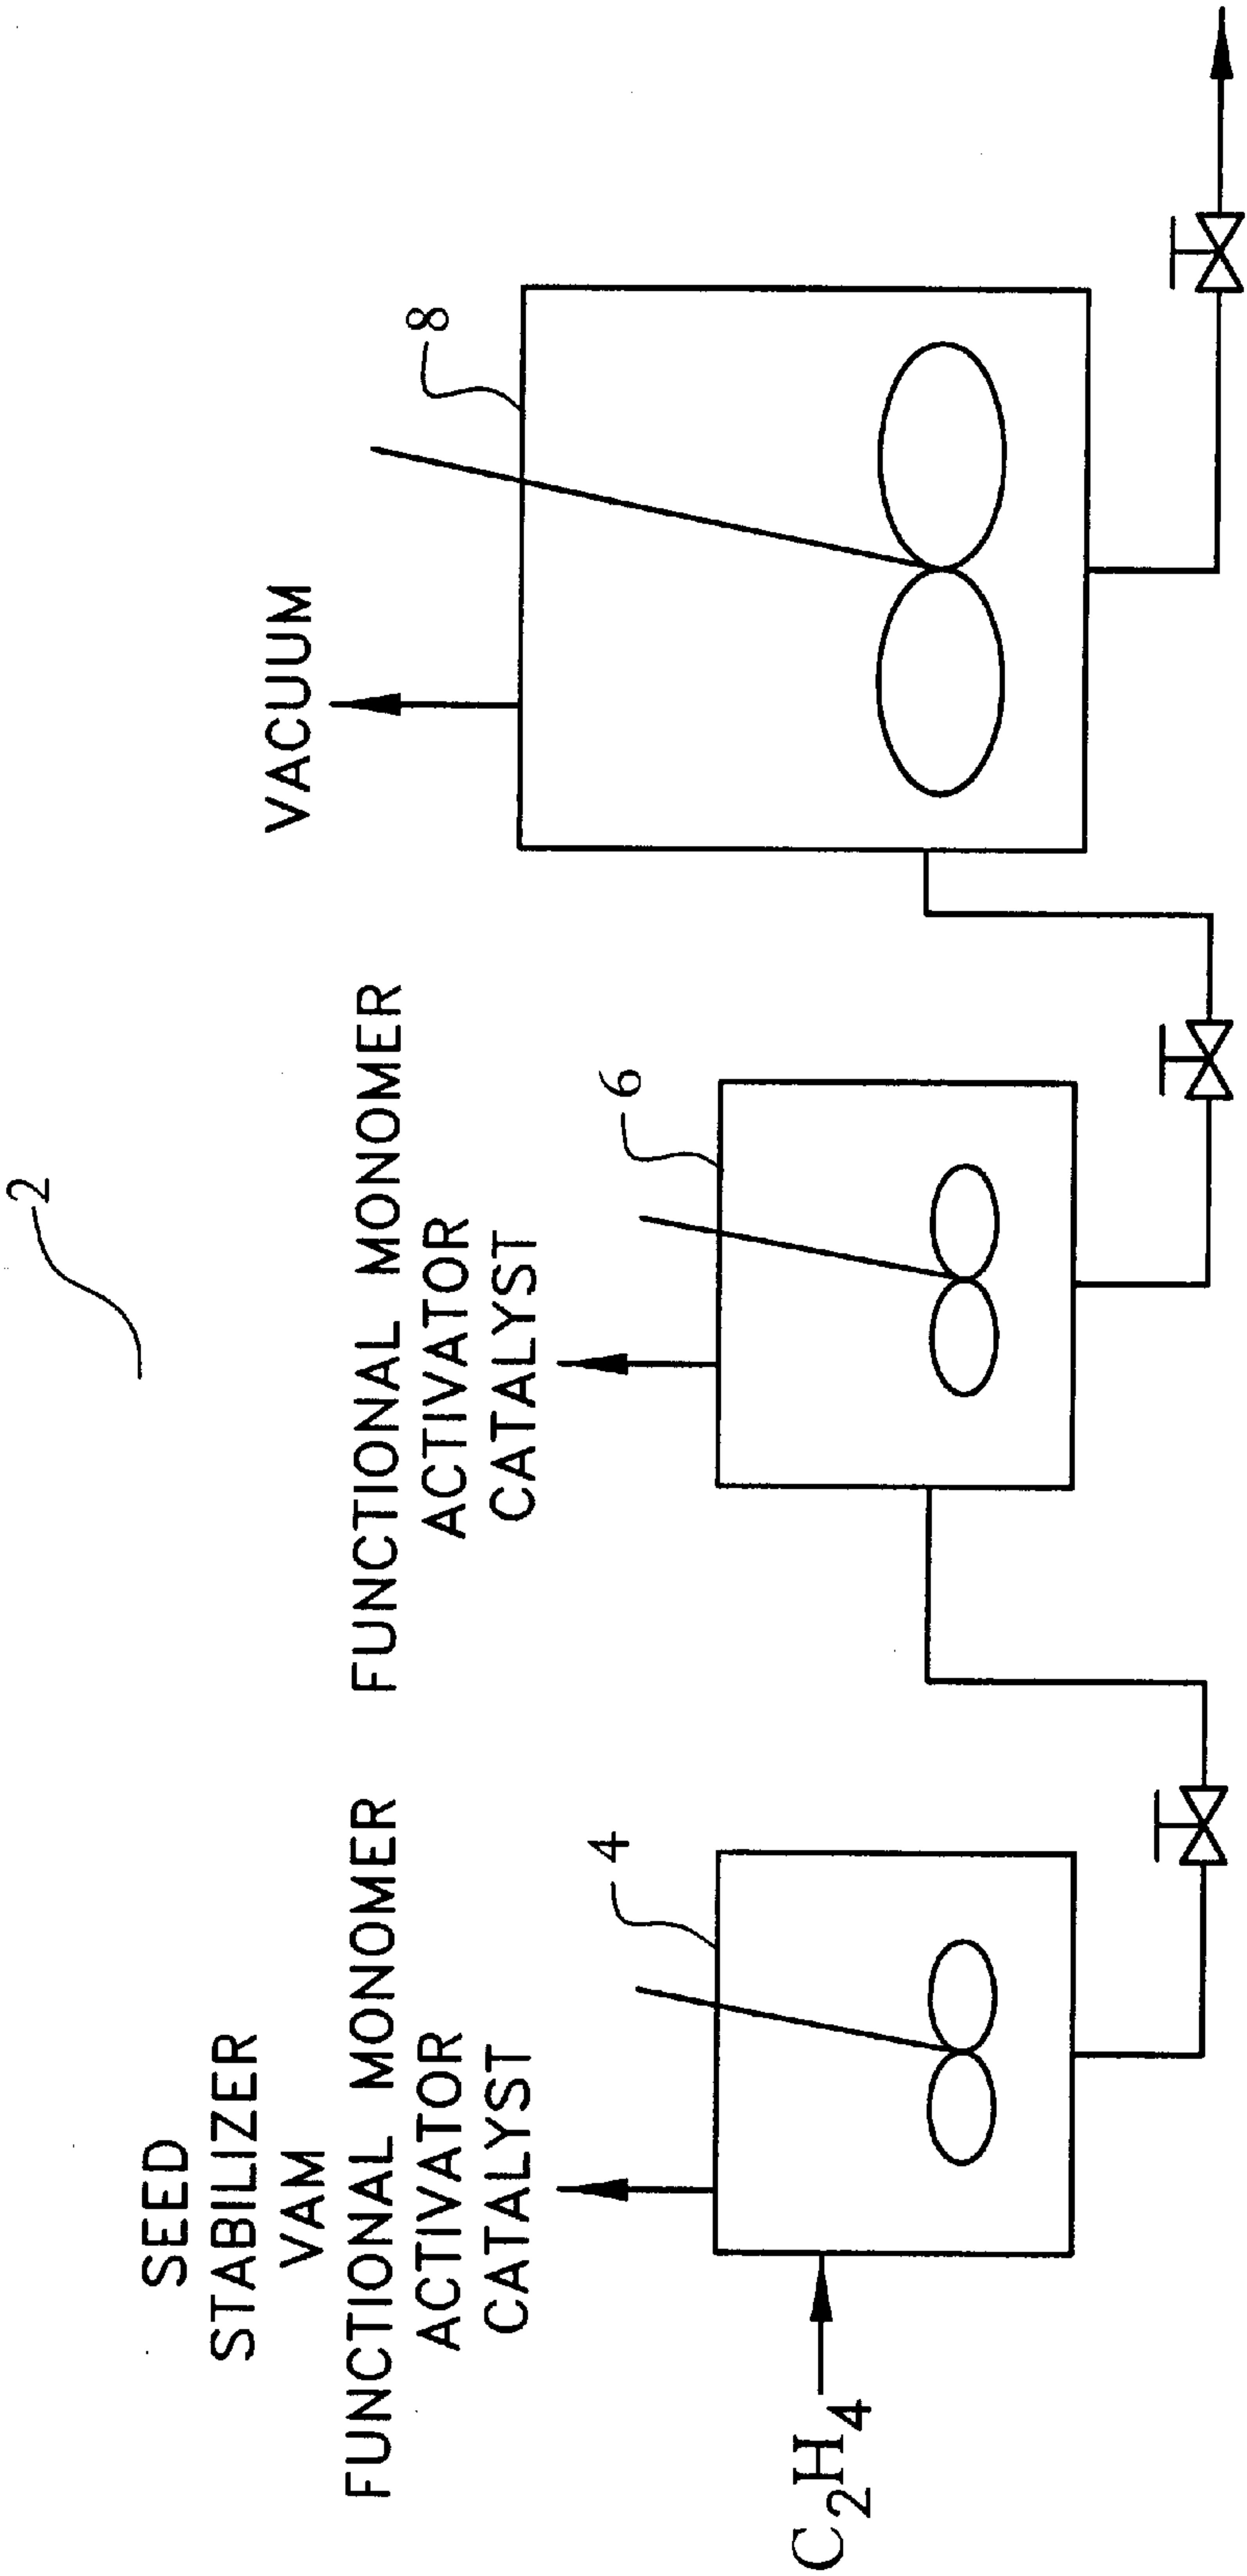 2
SEED
STABILIZER
VAM
FUNCTIONAL MONOMER
ACTIVATOR
CATALYST
FUNCTIONAL MONOMER
ACTIVATOR
CATALYST
VACUUM
4
6
8
C2H4